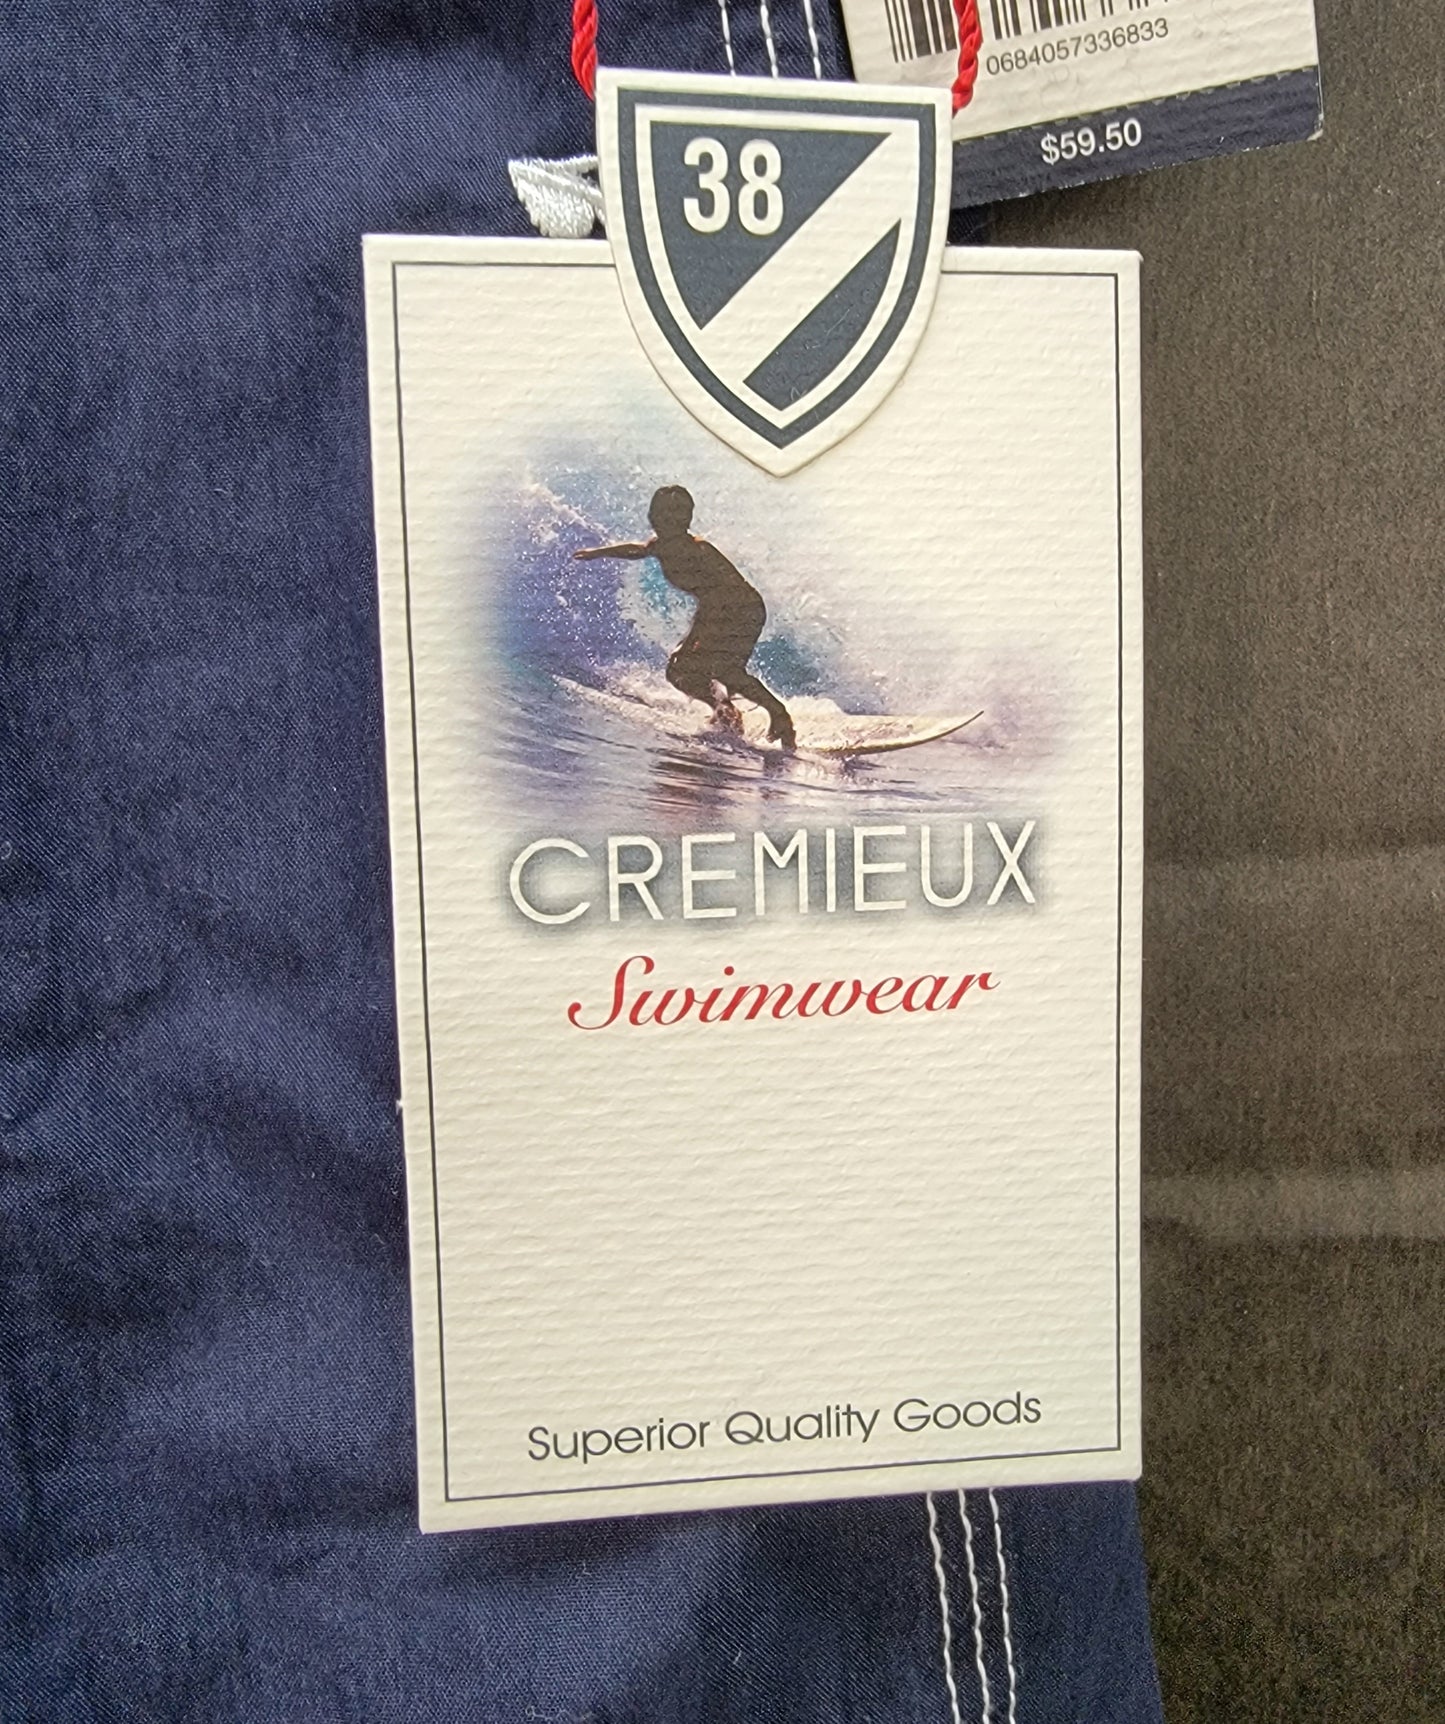 0684057336833
$59.50
38
CREMIEUX
Swimwear
Superior Quality Goods